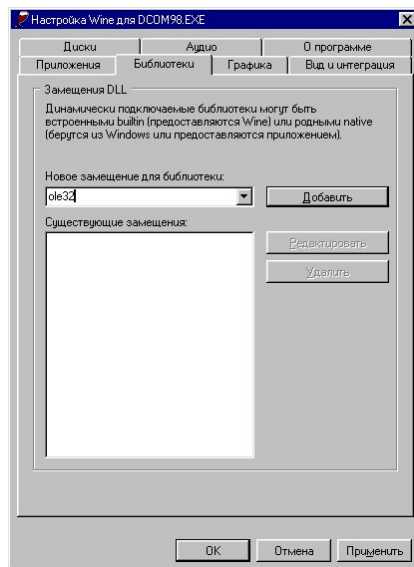 Настройка Wine для DCOM98.EXE
Диски Аудио О программе
Приложения Библиотеки Графика Вид и интеграция
Замещения DLL
Динамически подключаемые библиотеки могут быть
встроенными builtin (предоставляются Wine) или родными native
(берутся из Windows или предоставляются приложением).
Новое замещение для библиотеки:
ole32 Добавить
Существующие замещения:
Редактировать
Удалить
OK Отмена Применить